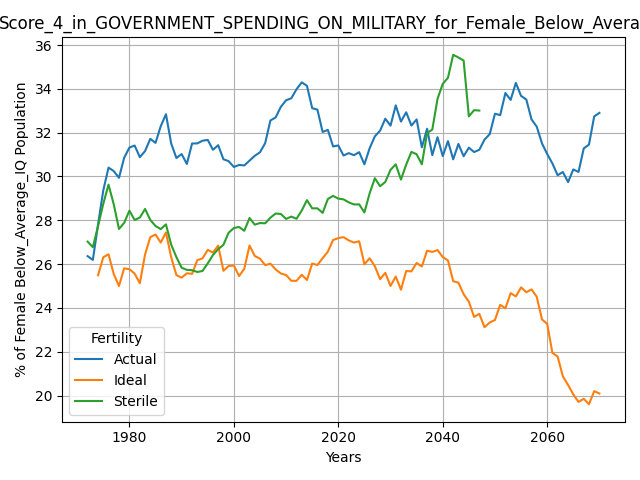 Score_4_in_GOVERNMENT_SPENDING_ON_MILITARY_for_Female_Below_Avera
% of Female Below_Average_IQ Population
36
34
32
30
28
26
24
22
20
Fertility
Actual
Ideal
Sterile
1980 2000 2020 2040 2060
Years